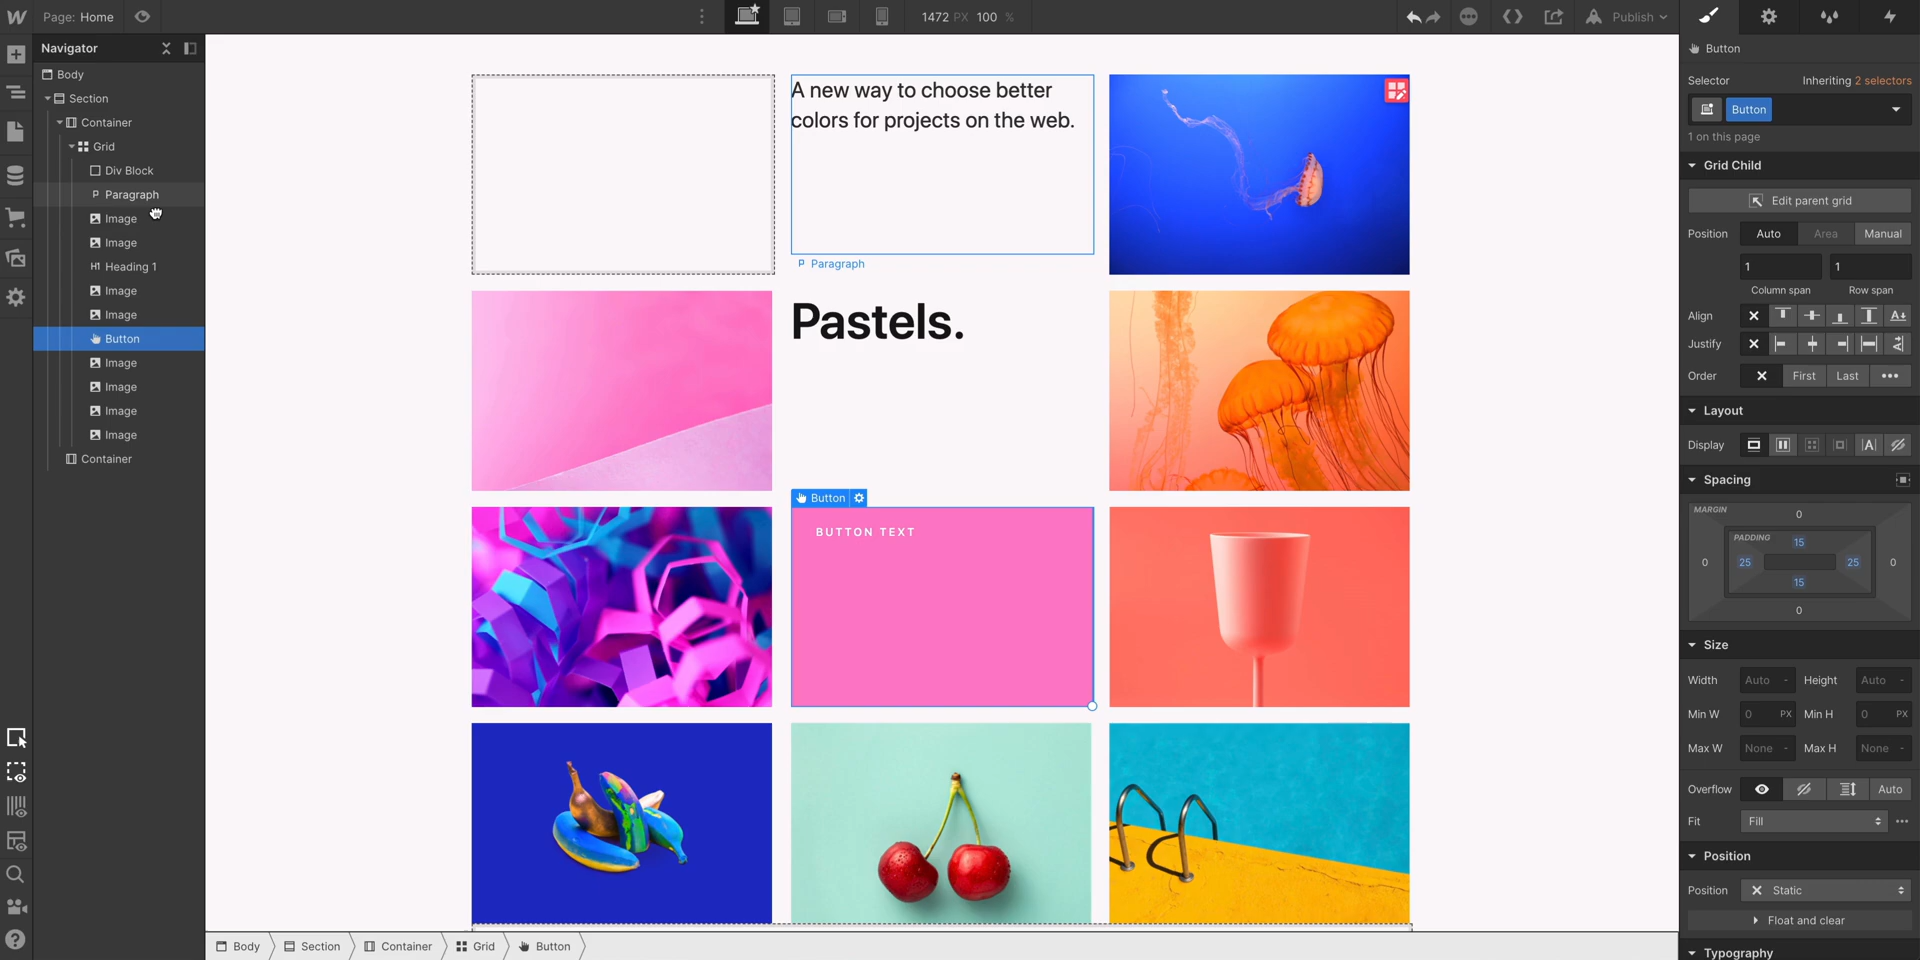 Page: Home
1472 PX 100 %
Publish
Navigator
Body
Section
Container
Grid
Div Block
Paragraph
Image
Image
H1 Heading 1
Image
Image
Button
Image
Image
Image
Image
Container
A new way to choose better
colors for projects on the web.
Paragraph
Pastels.
Button
BUTTON TEXT
Body
Section
Container
Grid
Button
Button
Selector
Inheriting 2 selectors
Button
1 on this page
Grid Child
Edit parent grid
Position
Auto
Area
Manual
1
1
Column span
Row span
Align
Justify
Order
First
Last
Layout
Display
Spacing
MARGIN
0
PADDING
15
0
25
25
0
15
0
Size
Width
Auto -
Height
Auto -
Min W
0 PX
Min H
0 PX
Max W
None -
Max H
None -
Overflow
Auto
Fit
Fill
Position
Position
Static
Float and clear
Typography